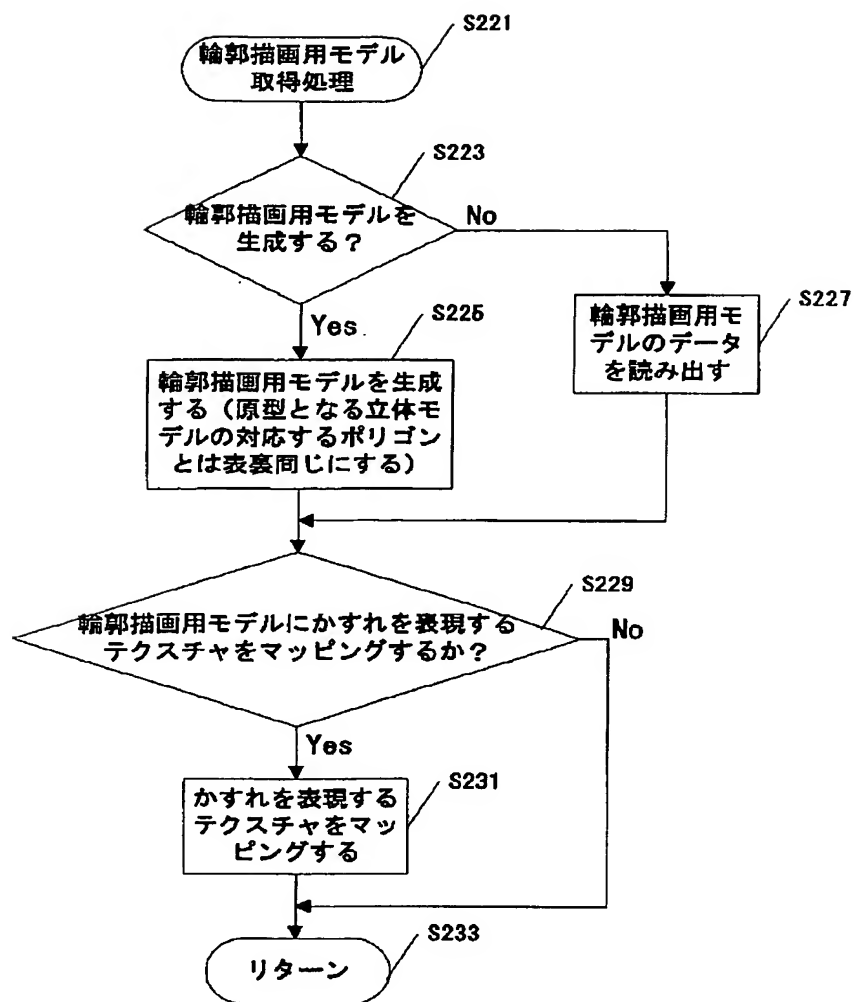 S221
輪郭描画用モデル
取得処理
S223
輪郭描画用モデルを
生成する？
No
Yes
S225
輪郭描画用モデルを生成
する（原型となる立体モ
デルの対応するポリゴン
とは表裏同じにする）
S227
輪郭描画用モ
デルのデータ
を読み出す
S229
輪郭描画用モデルにかすれを表現する
テクスチャをマッピングするか？
No
Yes
S231
かすれを表現する
テクスチャをマッ
ピングする
S233
リターン